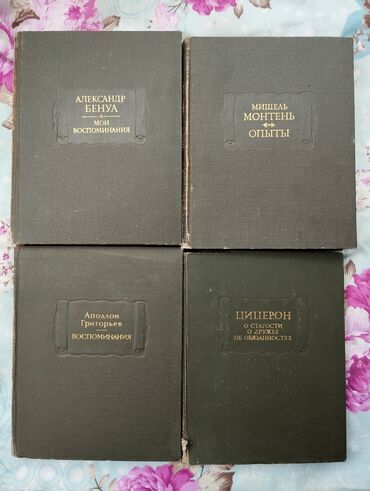 АЛЕКСАНДР
БЕНУА
МОИ
ВОСПОМИНАНИЯ
МИШЕЛЬ
МОНТЕНЬ
ОПЫТЫ
Аполлон
Григорьев
ВОСПОМИНАНИЯ
ЦИЦЕРОН
О СТАРОСТИ
О ДРУЖБЕ
ОБ ОБЯЗАННОСТЯХ